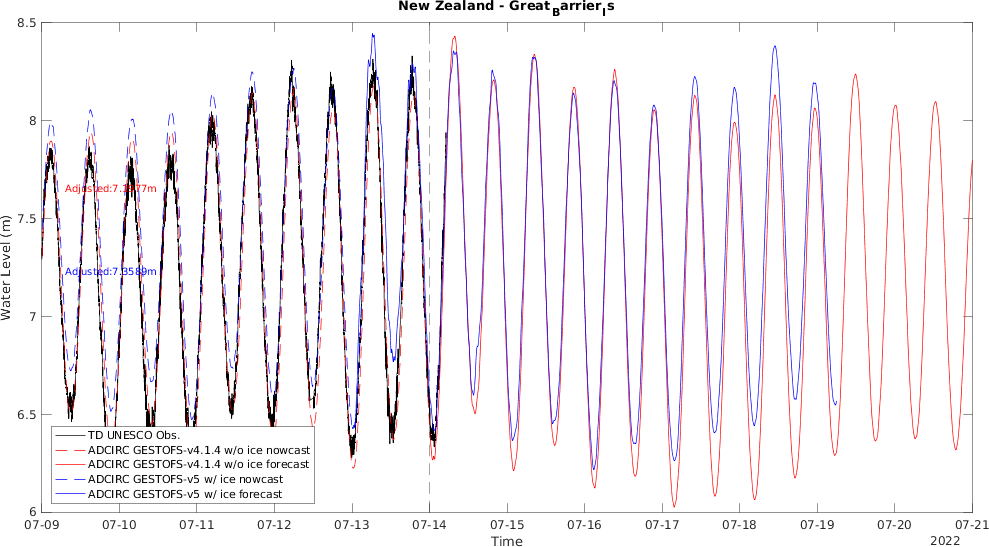 New Zealand - Great_Barrier_Is
8.5
8
7.5
7
6.5
6
Water Level (m)
Adjusted:7.3589m
TD UNESCO Obs.
ADCIRC GESTOFS-v4.1.4 w/o ice nowcast
ADCIRC GESTOFS-v4.1.4 w/o ice forecast
ADCIRC GESTOFS-v5 w/ ice nowcast
ADCIRC GESTOFS-v5 w/ ice forecast
07-09 07-10 07-11 07-12 07-13 07-14 07-15 07-16 07-17 07-18 07-19 07-20 07-21
Time
2022